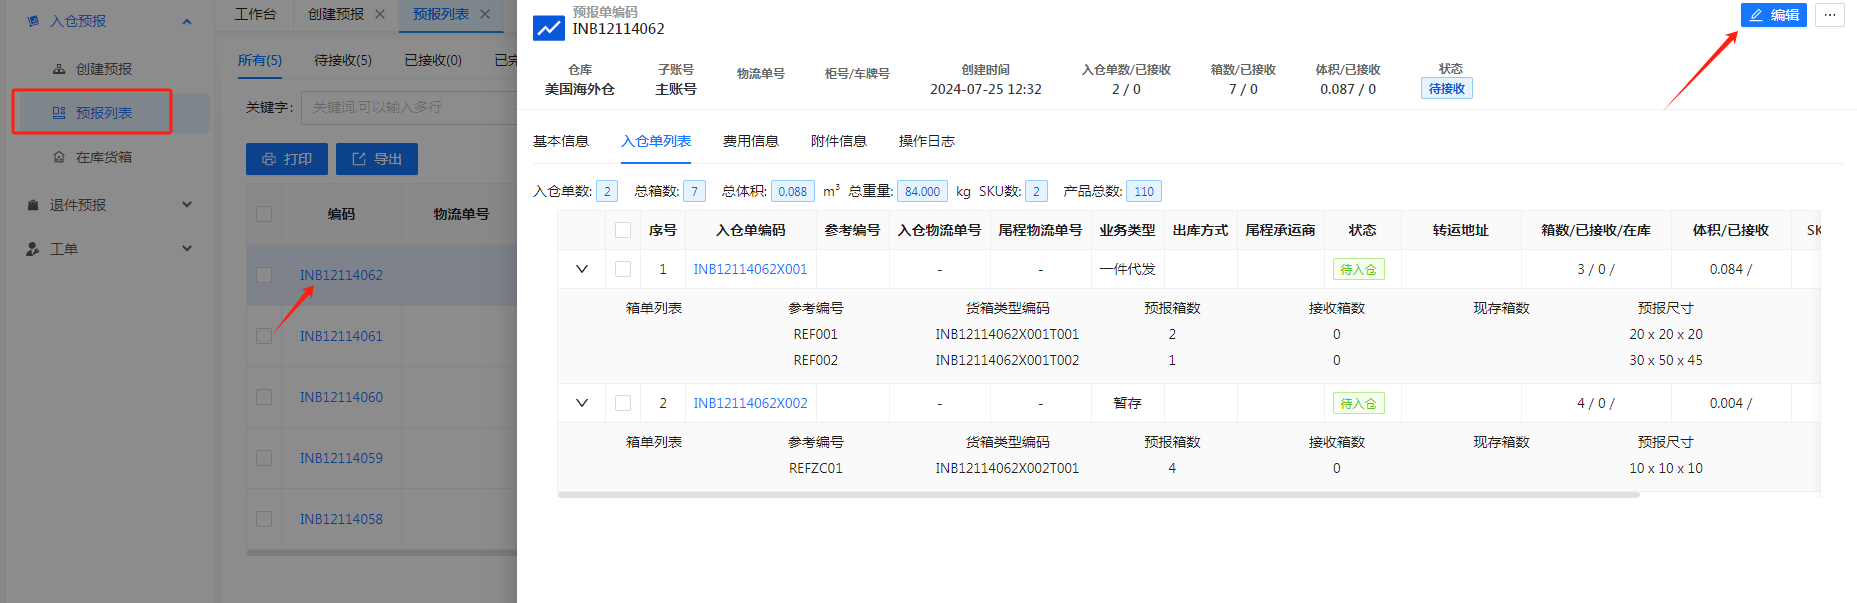 入仓预报
创建预报
预报列表
在库货箱
退件预报
工单
工作台 创建预报 预报列表
所有(5) 待接收(5) 已接收(0) 已完
关键字: 关键词,可以输入多行
打印 导出
编码 物流单号
INB12114062
INB12114061
INB12114060
INB12114059
INB12114058
预报单编码
INB12114062
编辑 ...
仓库 子账号 物流单号 柜号/车牌号 创建时间 入仓单数/已接收 箱数/已接收 体积/已接收 状态
美国海外仓 主账号 2024-07-25 12:32 2 / 0 7 / 0 0.087 / 0 待接收
基本信息 入仓单列表 费用信息 附件信息 操作日志
入仓单数: 2 总箱数: 7 总体积: 0.088 m³ 总重量: 84.000 kg SKU数: 2 产品总数: 110
序号 入仓单编码 参考编号 入仓物流单号 尾程物流单号 业务类型 出库方式 尾程承运商 状态 转运地址 箱数/已接收/在库 体积/已接收 SK
1 INB12114062X001 - - 一件代发 待入仓 3 / 0 / 0.084 /
箱单列表 参考编号 货箱类型编码 预报箱数 接收箱数 现存箱数 预报尺寸
REF001 INB12114062X001T001 2 0 20 x 20 x 20
REF002 INB12114062X001T002 1 0 30 x 50 x 45
2 INB12114062X002 - - 暂存 待入仓 4 / 0 / 0.004 /
箱单列表 参考编号 货箱类型编码 预报箱数 接收箱数 现存箱数 预报尺寸
REFZC01 INB12114062X002T001 4 0 10 x 10 x 10